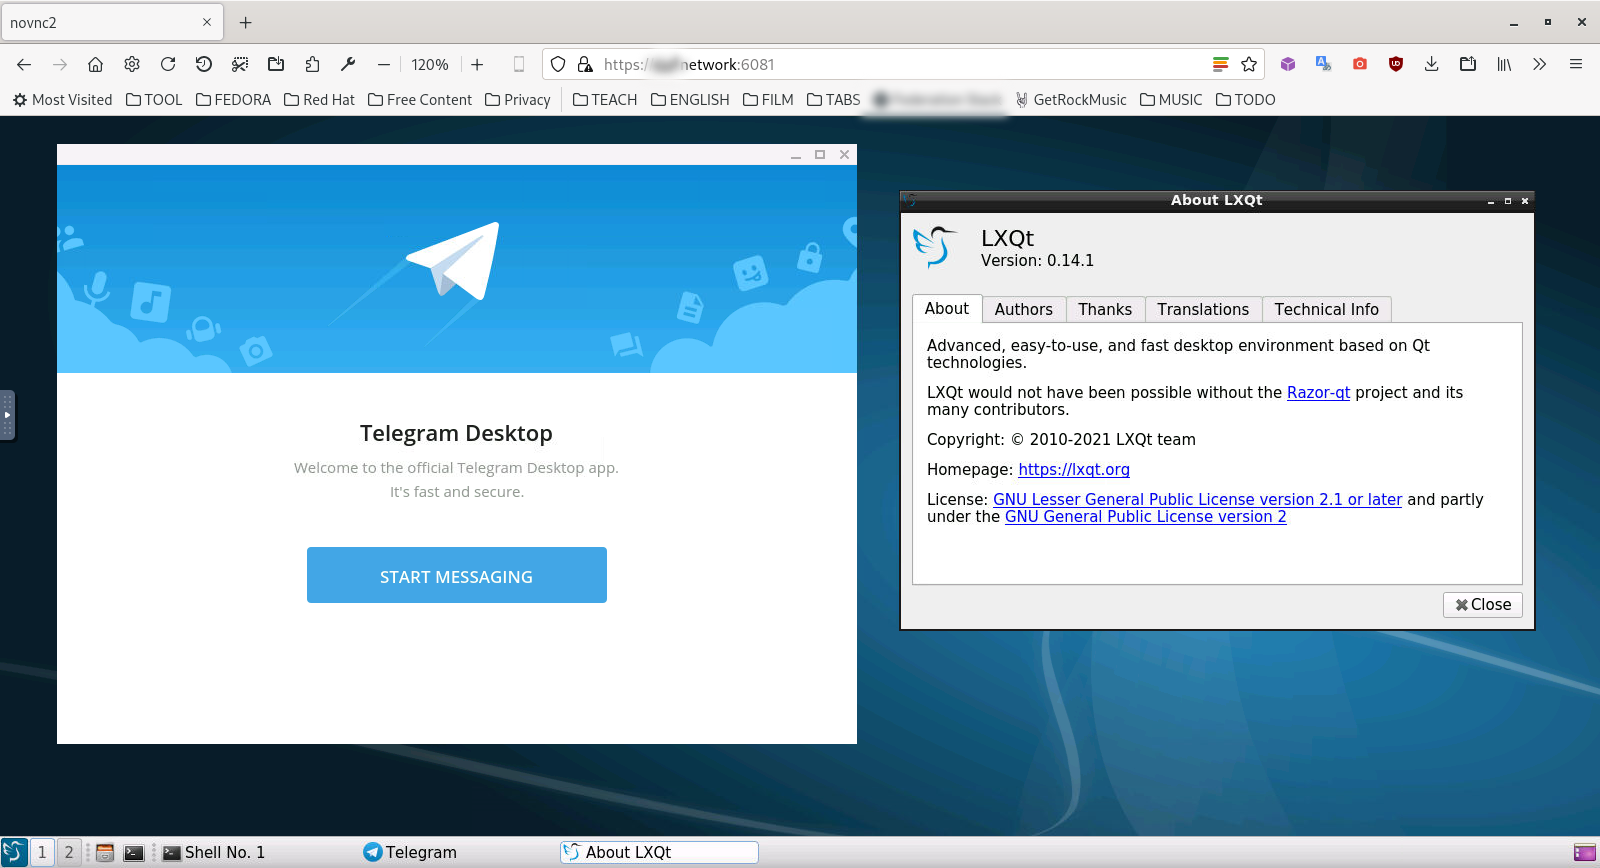 novnc2
120%
https:/
network:6081
Most Visited
TOOL
FEDORA
Red Hat
Free Content
Privacy
TEACH
ENGLISH
FILM
TABS
GetRockMusic
MUSIC
TODO
Telegram Desktop
Welcome to the official Telegram Desktop app.
It's fast and secure.
START MESSAGING
About LXQt
LXQt
Version: 0.14.1
About
Authors
Thanks
Translations
Technical Info
Advanced, easy-to-use, and fast desktop environment based on Qt
technologies.
LXQt would not have been possible without the Razor-qt project and its
many contributors.
Copyright: © 2010-2021 LXQt team
Homepage: https://lxqt.org
License: GNU Lesser General Public License version 2.1 or later and partly
under the GNU General Public License version 2
Close
1
2
Shell No. 1
Telegram
About LXQt